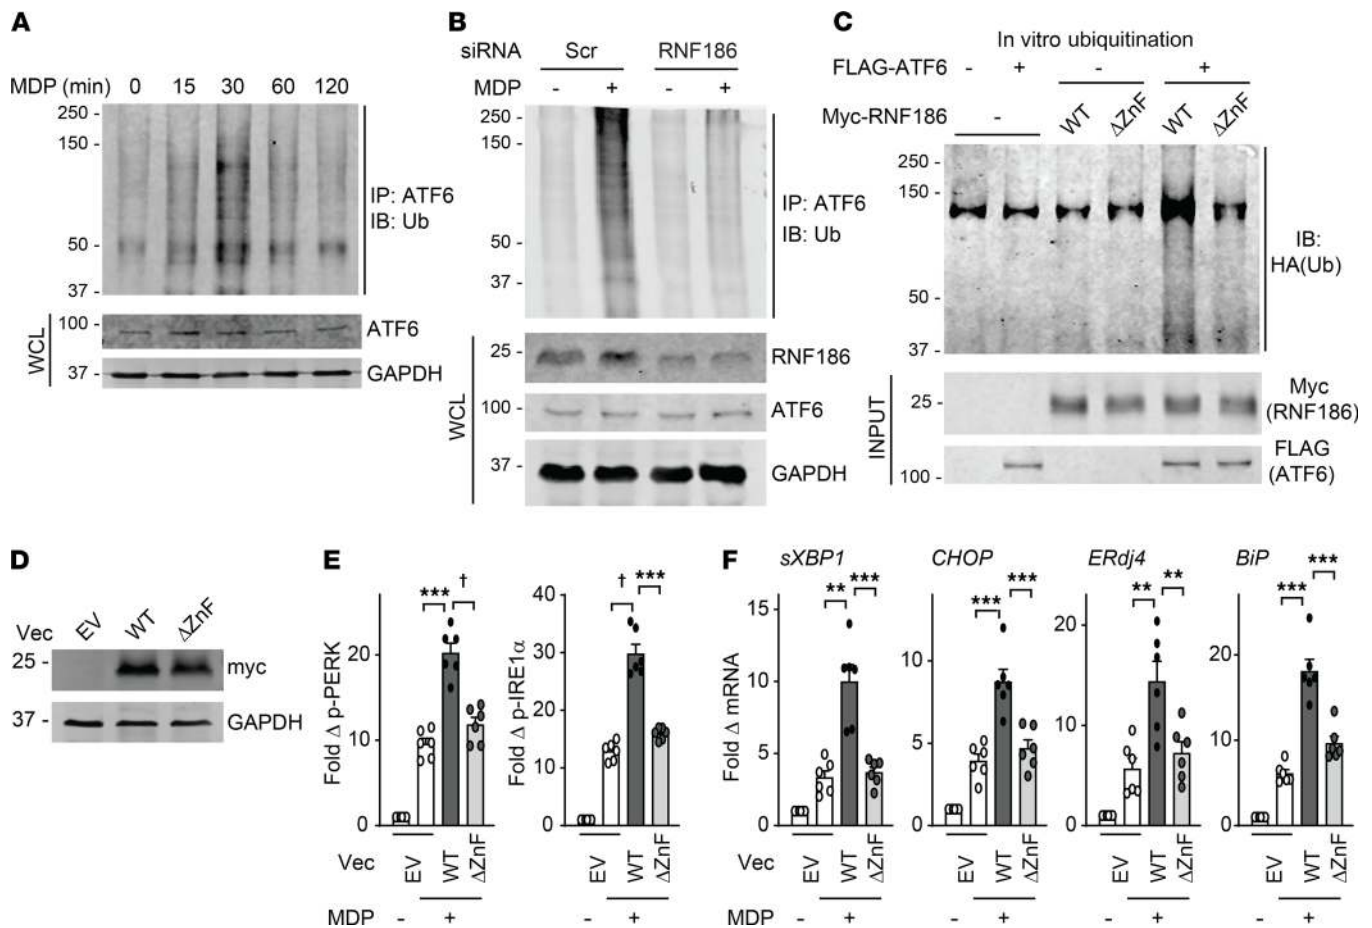 A
MDP (min) 0 15 30 60 120
250 -
150 -
50 -
37 -
IP: ATF6
IB: Ub
100 -
ATF6
37 -
GAPDH
WCL
B
siRNA Scr RNF186
MDP - + - +
250 -
150 -
50 -
37 -
IP: ATF6
IB: Ub
25 -
RNF186
100 -
ATF6
37 -
GAPDH
WCL
C
In vitro ubiquitination
FLAG-ATF6 - + - +
Myc-RNF186 - WT ΔZnF WT ΔZnF
250 -
150 -
50 -
37 -
IB:
HA(Ub)
25 -
Myc
(RNF186)
100 -
FLAG
(ATF6)
INPUT
D
Vec EV WT ΔZnF
25 -
myc
37 -
GAPDH
E
*** †
Fold Δ p-PERK
20
10
0
Vec EV WT ΔZnF
MDP - +
† ***
Fold Δ p-IRE1α
40
30
20
10
0
EV WT ΔZnF
- +
F
sXBP1
** ***
Fold Δ mRNA
15
10
5
0
Vec EV WT ΔZnF
MDP - +
CHOP
*** ***
10
5
0
EV WT ΔZnF
- +
ERdj4
** **
20
10
0
EV WT ΔZnF
- +
BiP
*** ***
20
10
0
EV WT ΔZnF
- +